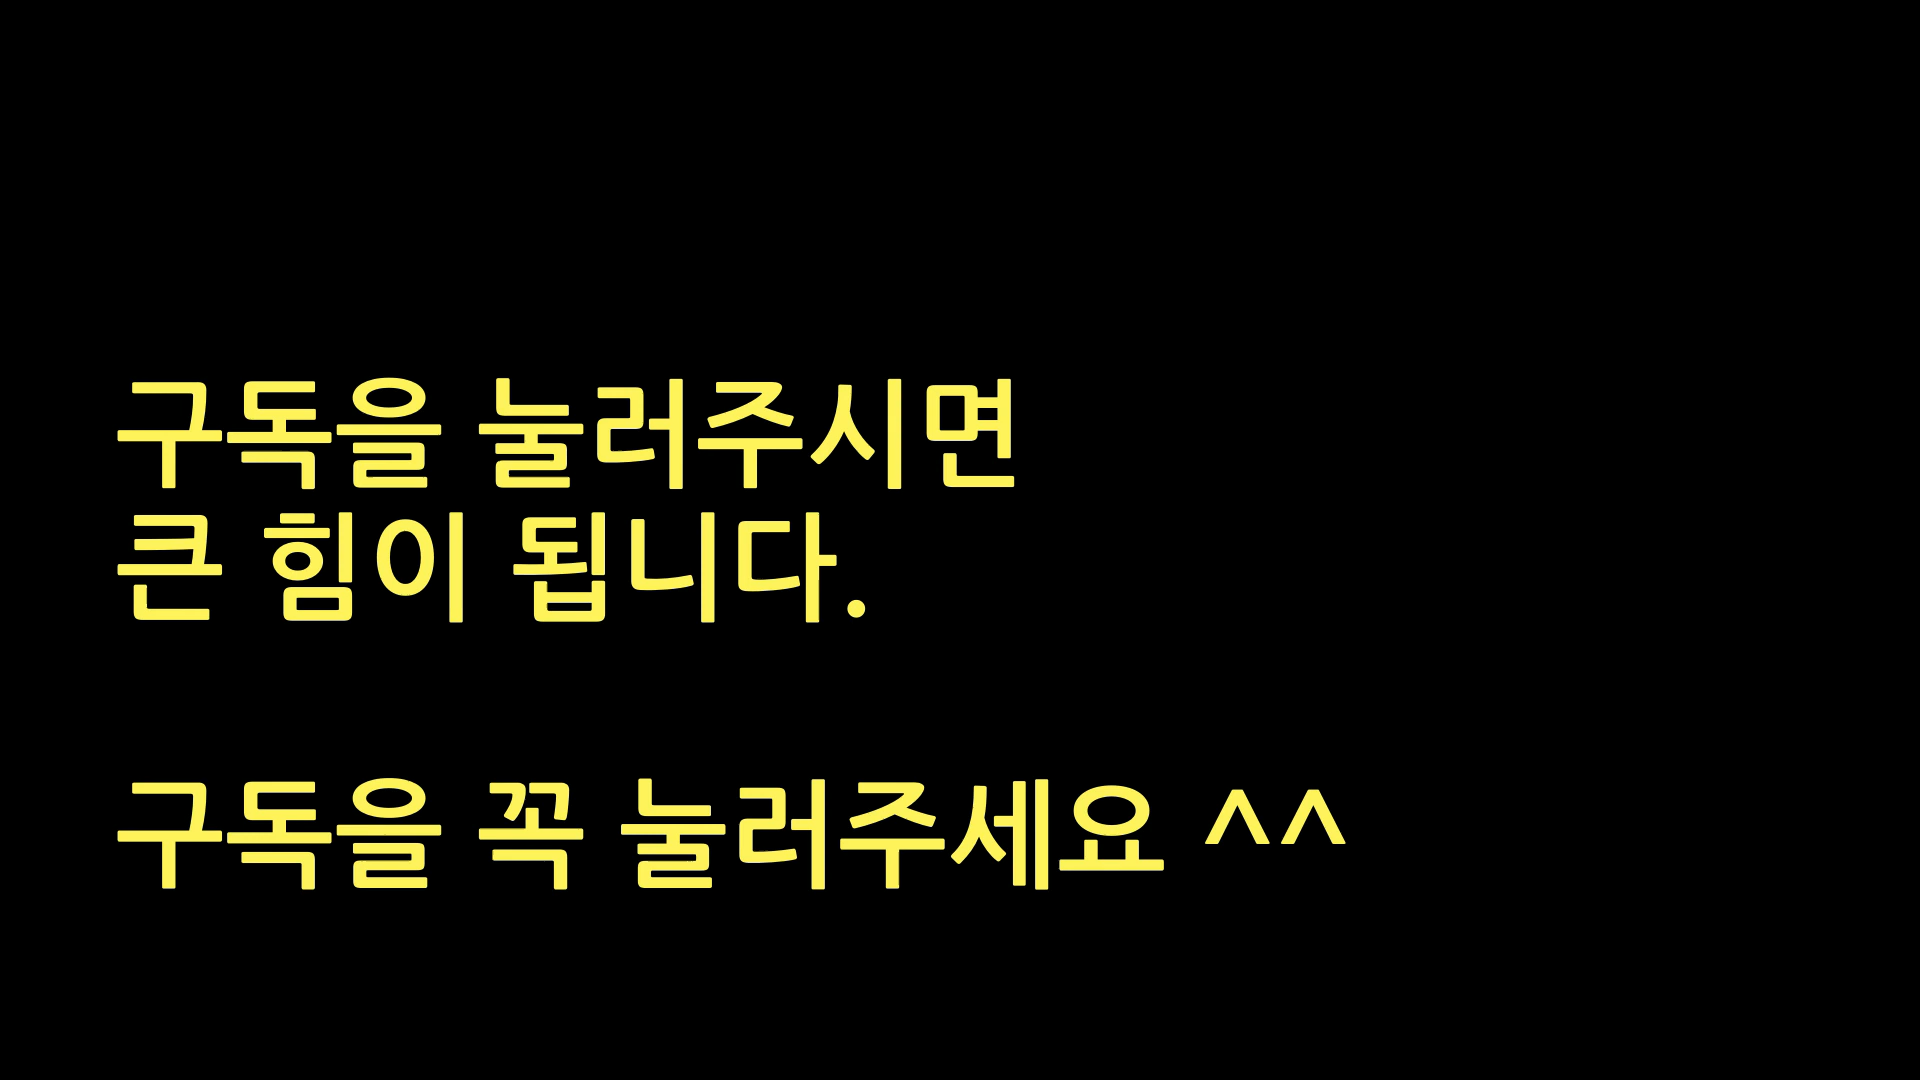 구독을 눌러주시면
큰 힘이 됩니다.
구독을 꼭 눌러주세요 ^^